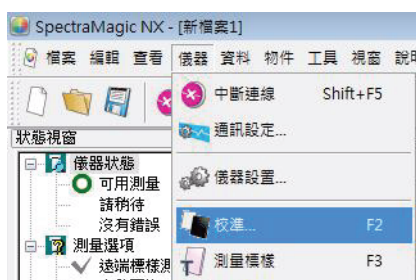 SpectraMagic NX - [新檔案1]
檔案 編輯 查看 儀器 資料 物件 工具 視窗 說明
中斷連線 Shift+F5
通訊設定...
儀器設置...
校準... F2
測量標樣 F3
狀態視窗
儀器狀態
可用測量
請稍待
沒有錯誤
測量選項
遠端標樣測